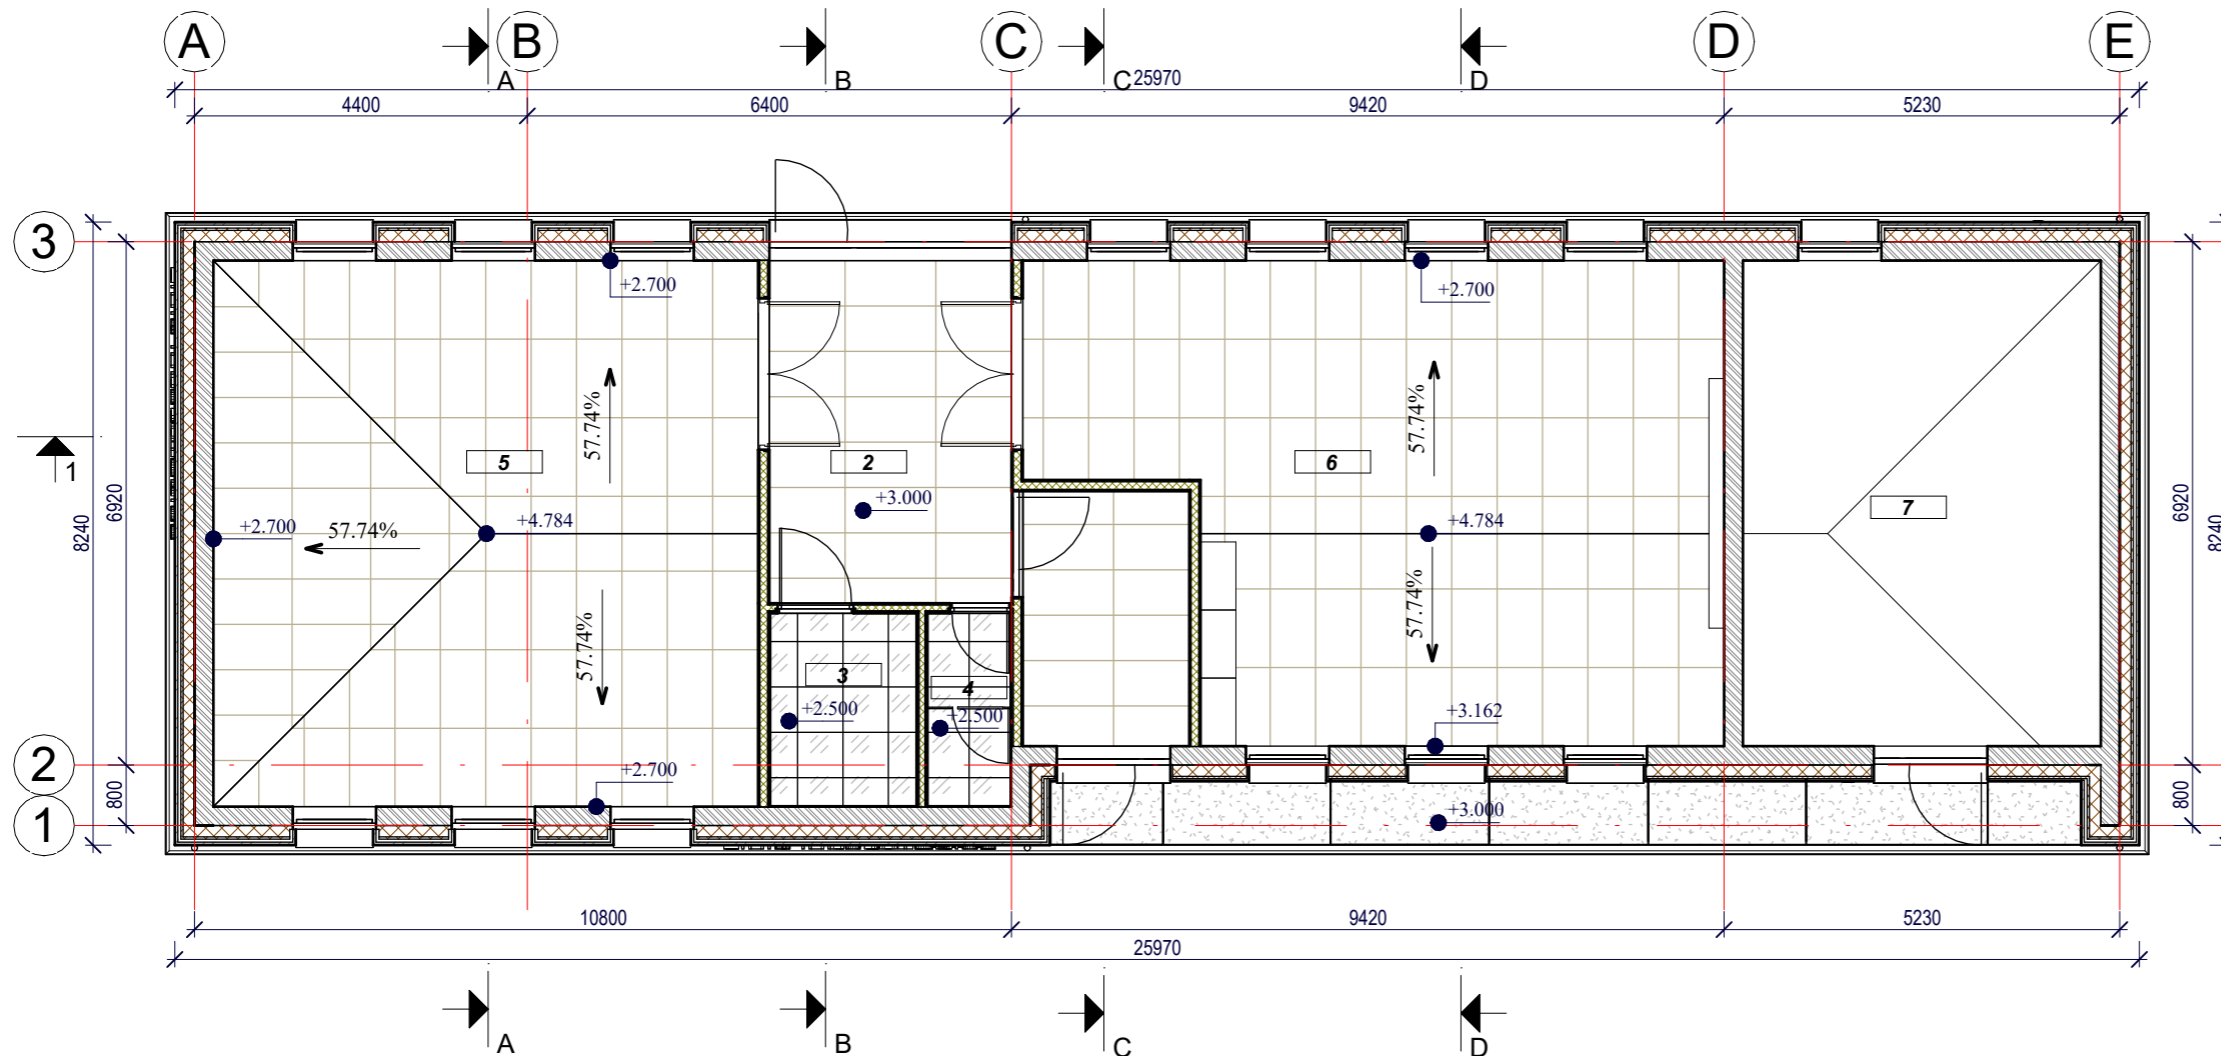 A B C D E
A B C D
25970
4400 6400 9420 5230
3
+2.700 +2.700
57.74% 57.74%
5 2 6
1
7
+3.000
+2.700 57.74% +4.784 +4.784
6920 8240 6920 8240
57.74% 57.74%
3 4
+2.500 +2.500
+3.162
2
+2.700
800 800
1
+3.000
10800 9420 5230
25970
A B C D